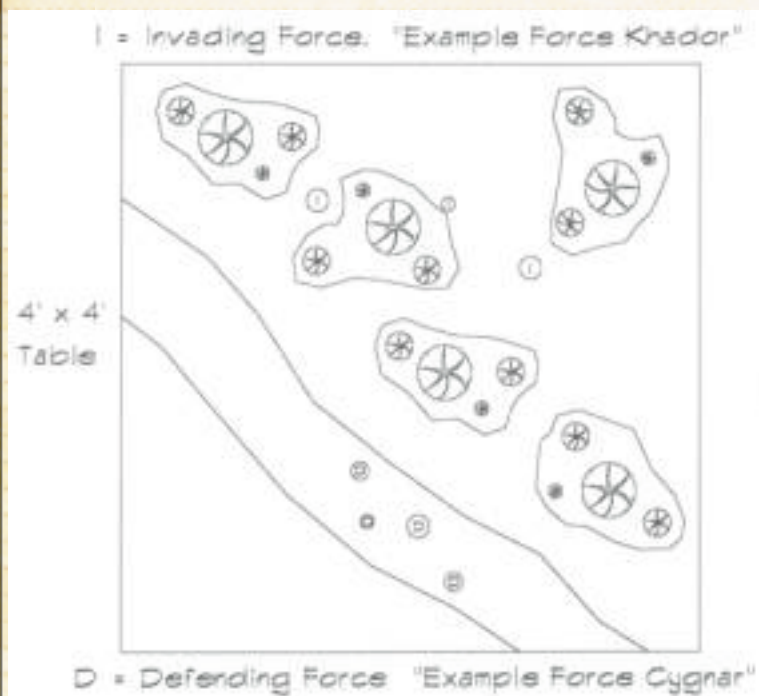 I = Invading Force. "Example Force Khador"
I
I
I
4' x 4'
Table
D
D
D
D
D = Defending Force "Example Force Cygnar"